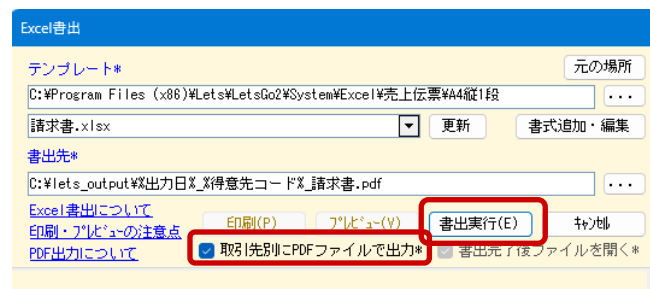 Excel書出
テンプレート*
元の場所
C:¥Program Files (x86)¥Lets¥LetsGo2¥System¥Excel¥売上伝票¥A4縦1段
...
請求書.xlsx
更新
書式追加・編集
書出先*
C:¥lets_output¥%出力日%_%得意先コード%_請求書.pdf
...
Excel書出について
印刷・プレビューの注意点
PDF出力について
印刷(P)
プレビュー(V)
書出実行(E)
キャンセル
取引先別にPDFファイルで出力*
書出完了後ファイルを開く*